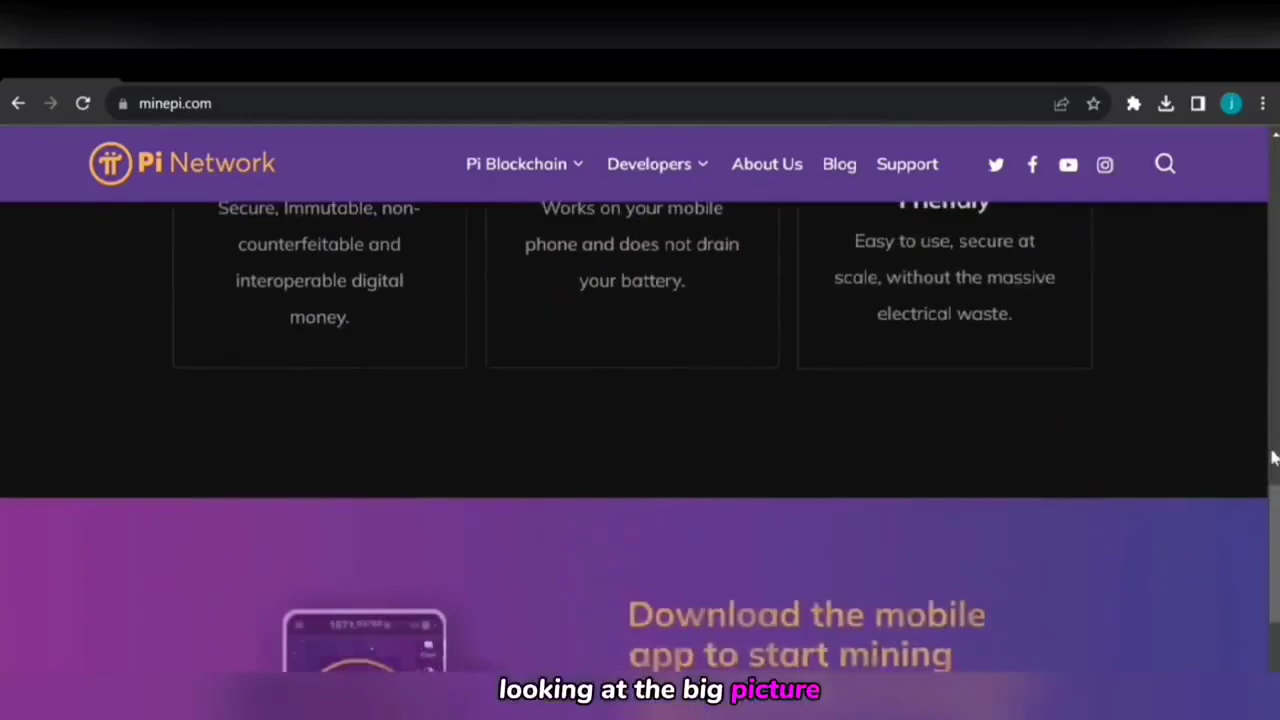 minepi.com
j
Pi Network
Pi Blockchain
Developers
About Us
Blog
Support
Secure, Immutable, non-
counterfeitable and
interoperable digital
money.
Works on your mobile
phone and does not drain
your battery.
Friendly
Easy to use, secure at
scale, without the massive
electrical waste.
Download the mobile
app to start mining
looking at the big picture